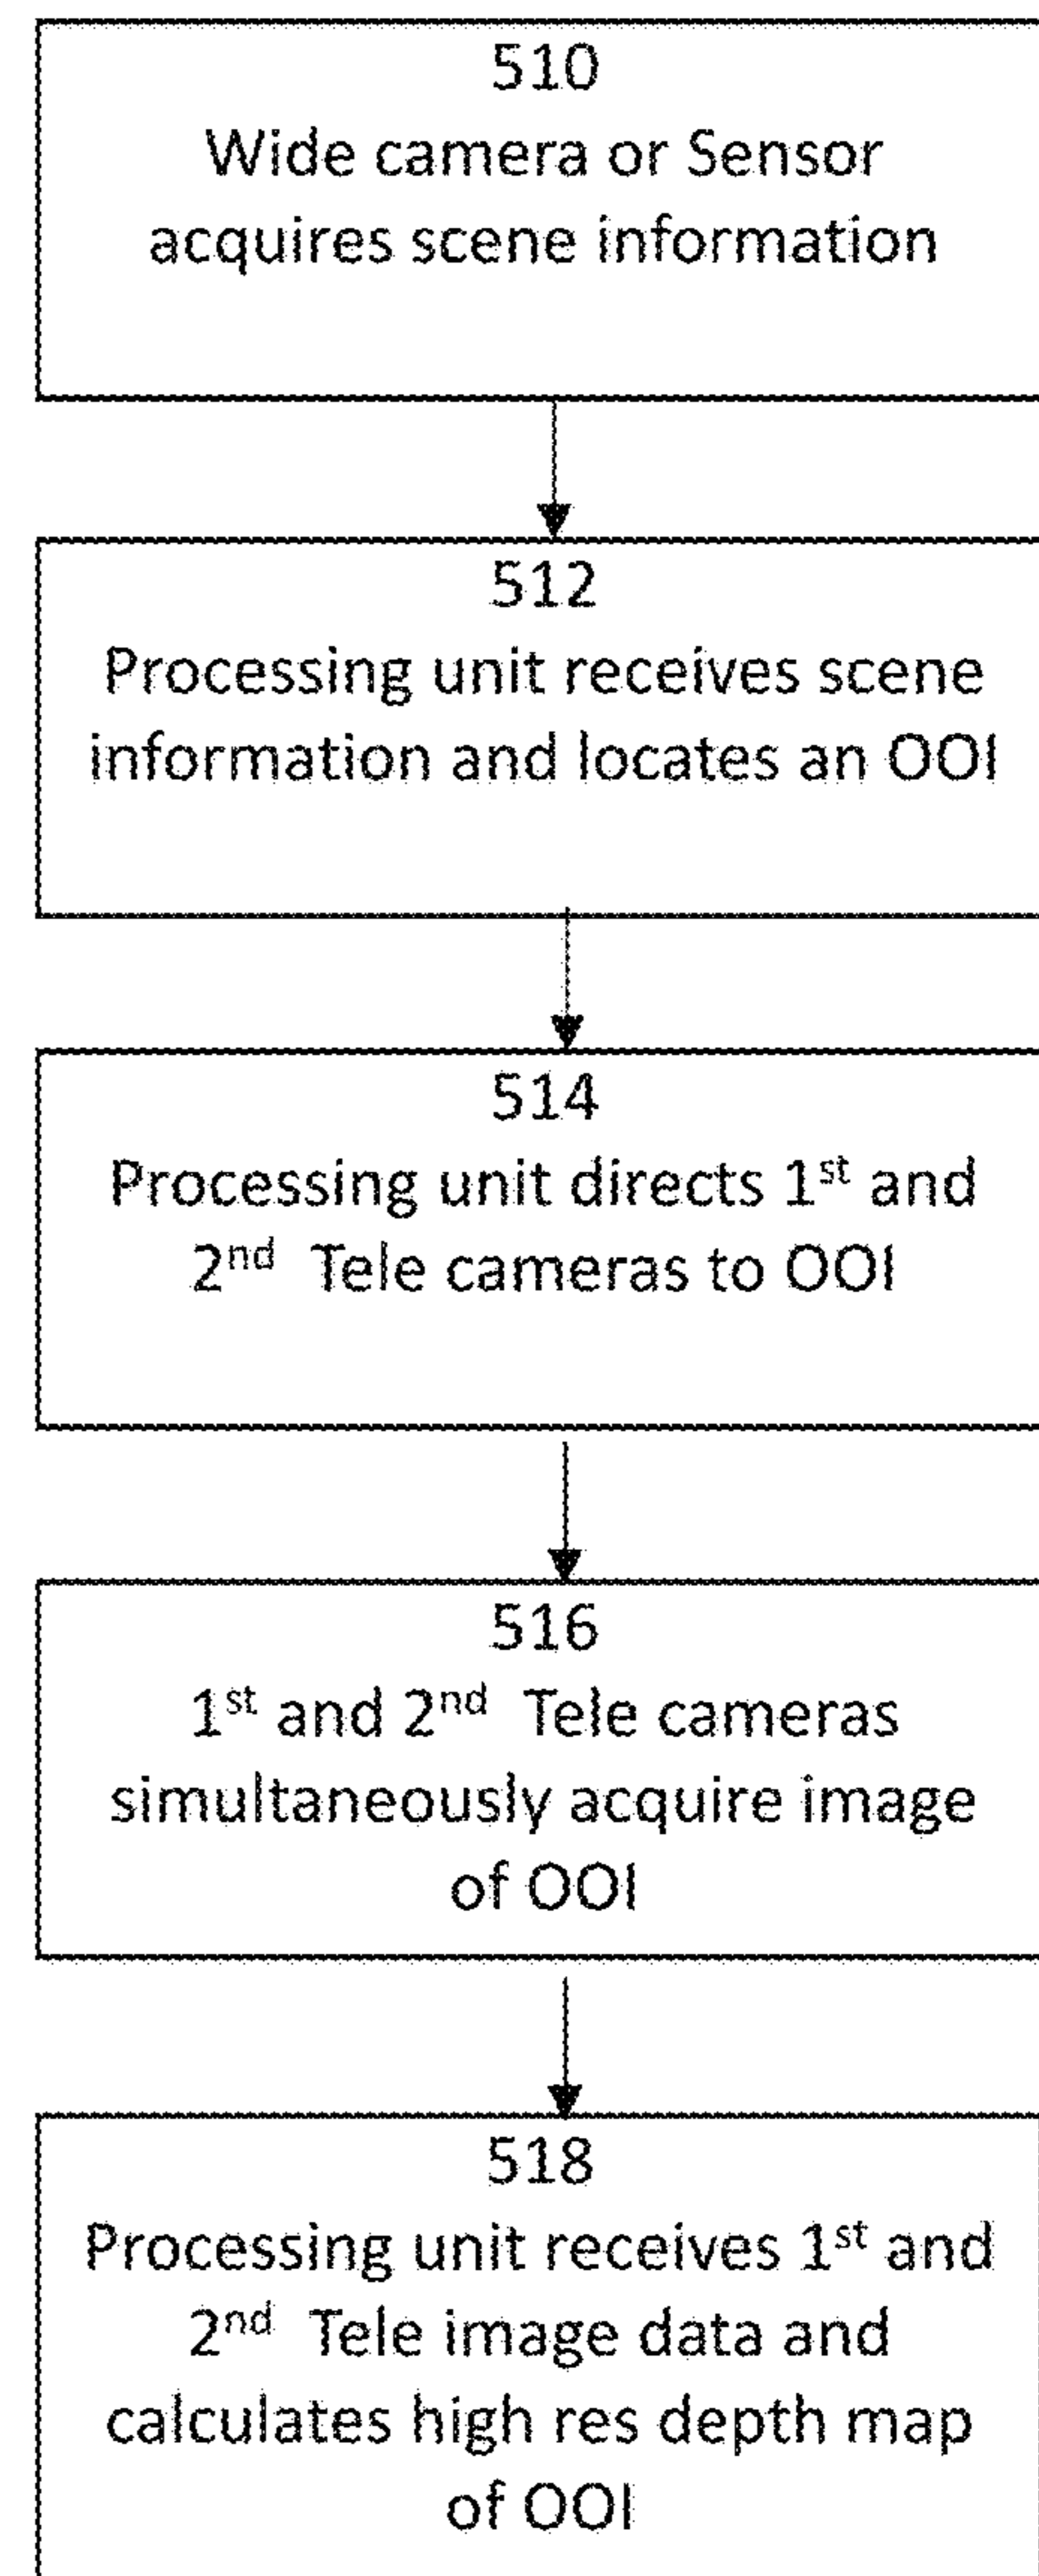 510
Wide camera or Sensor
acquires scene information
512
Processing unit receives scene
information and locates an OOI
514
Processing unit directs 1st and
2nd Tele cameras to OOI
516
1st and 2nd Tele cameras
simultaneously acquire image
of OOI
518
Processing unit receives 1st and
2nd Tele image data and
calculates high res depth map
of OOI